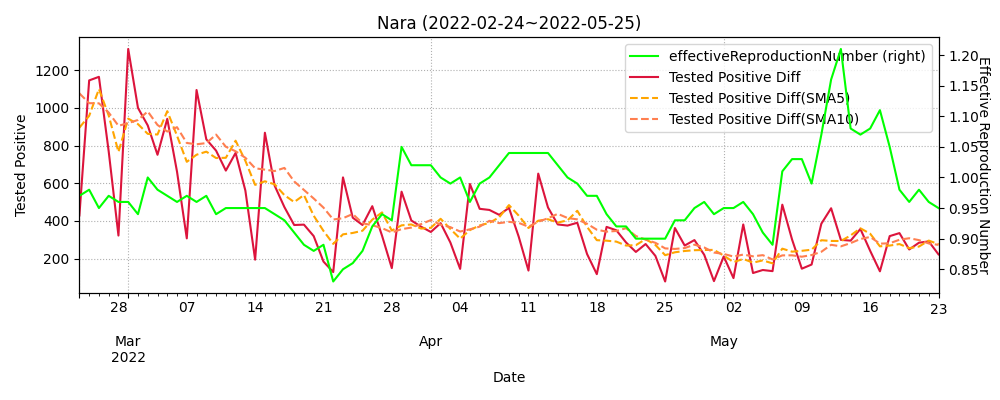 Nara (2022-02-24~2022-05-25)
effectiveReproductionNumber (right)
Tested Positive Diff
Tested Positive Diff(SMA5)
Tested Positive Diff(SMA10)
Tested Positive
1200
1000
800
600
400
200
Effective Reproduction Number
1.20
1.15
1.10
1.05
1.00
0.95
0.90
0.85
28 07 14 21 28 04 11 18 25 02 09 16 23
Mar Apr May
2022
Date